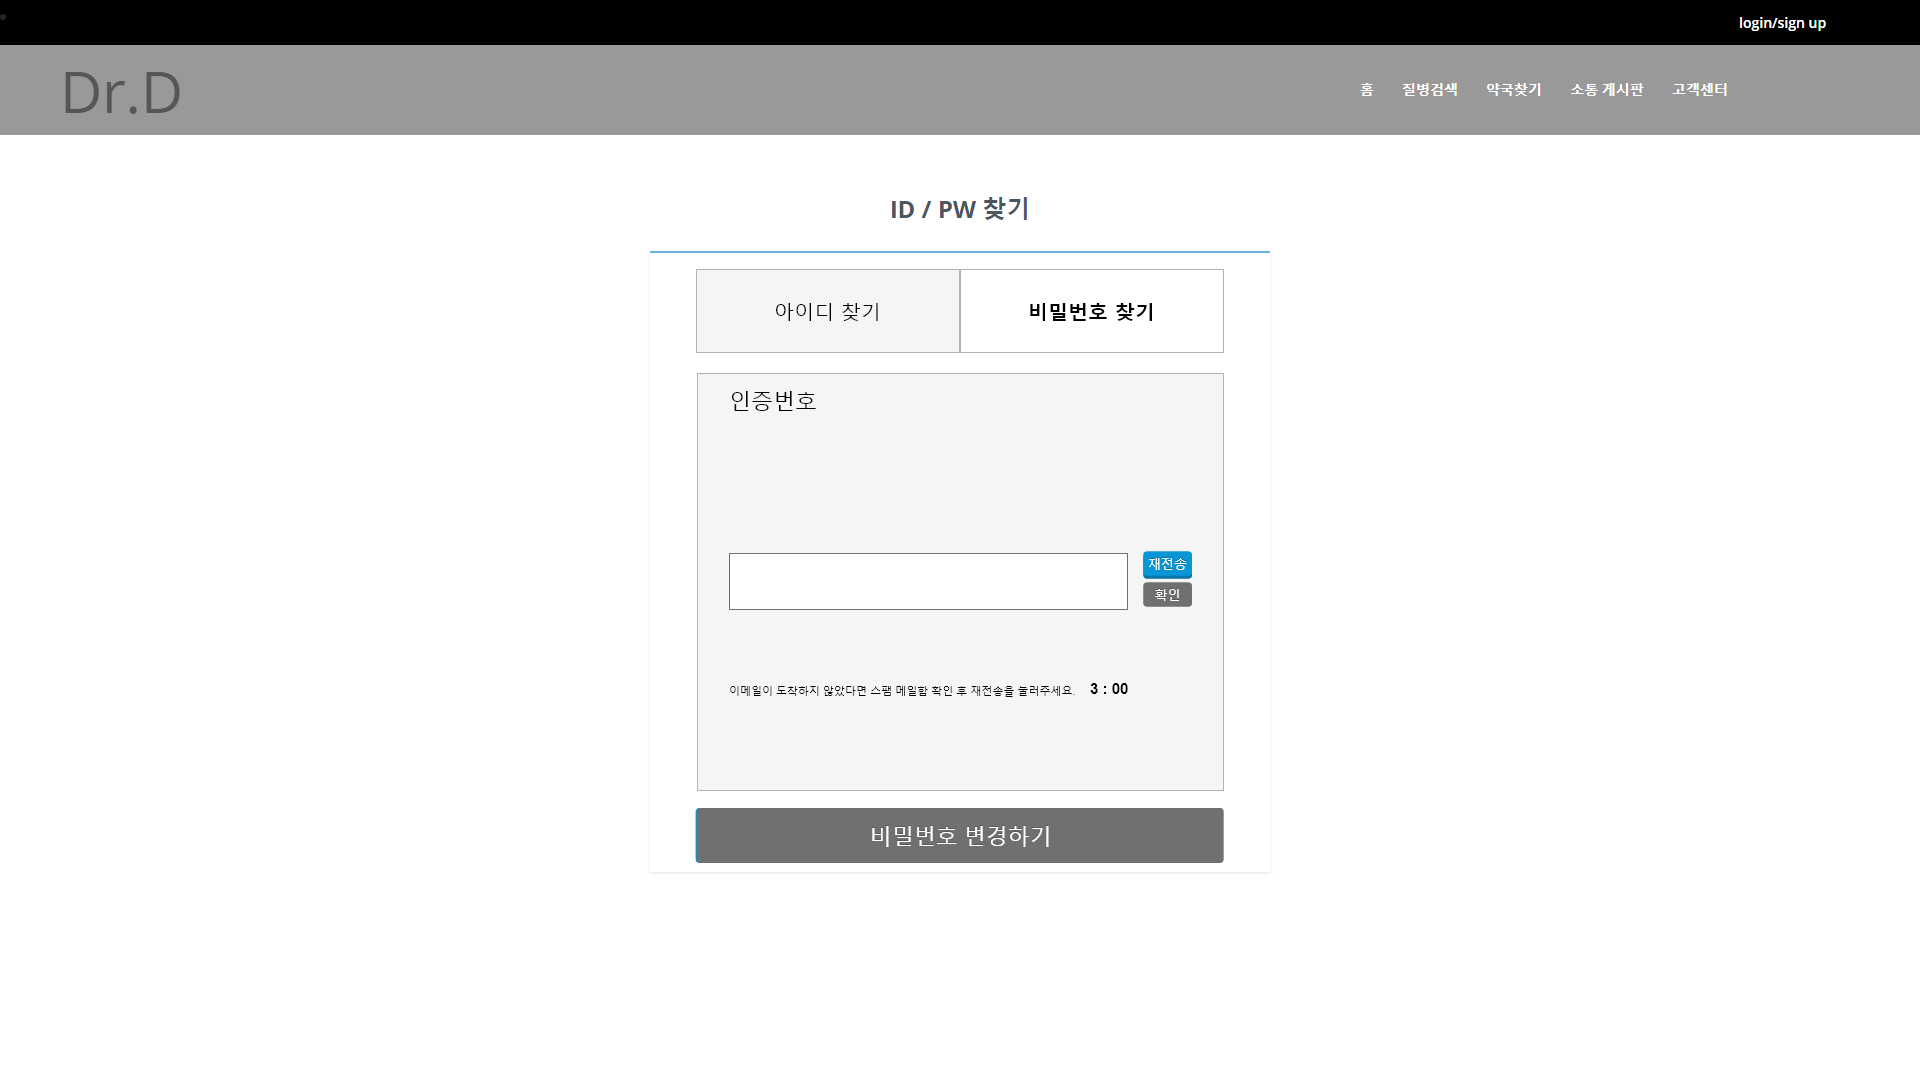 login/sign up
Dr.D
홈 질병검색 약국찾기 소통 게시판 고객센터
ID / PW 찾기
아이디 찾기 비밀번호 찾기
인증번호
재전송
확인
이메일이 도착하지 않았다면 스팸 메일함 확인 후 재전송을 눌러주세요. 3 : 00
비밀번호 변경하기